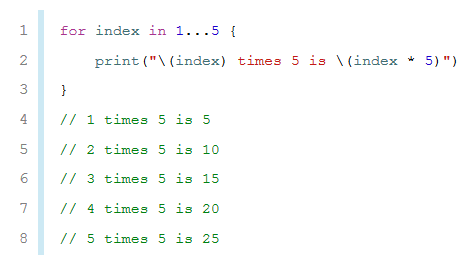 1 for index in 1...5 {
2     print("\(index) times 5 is \(index * 5)")
3 }
4 // 1 times 5 is 5
5 // 2 times 5 is 10
6 // 3 times 5 is 15
7 // 4 times 5 is 20
8 // 5 times 5 is 25